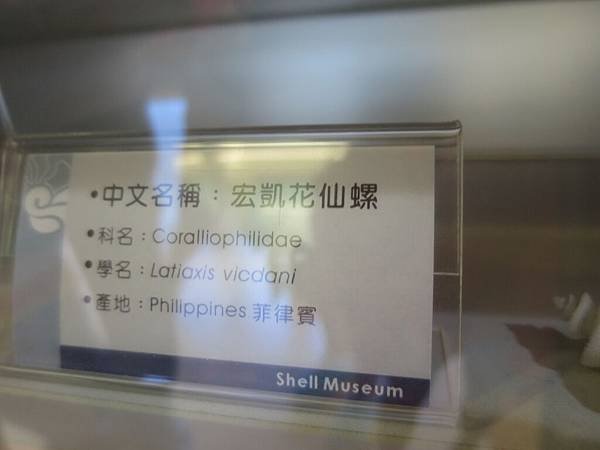 •中文名稱：宏凱花仙螺
•科名：Coralliophilidae
•學名：Latiaxis vicdani
•產地：Philippines 菲律賓
Shell Museum